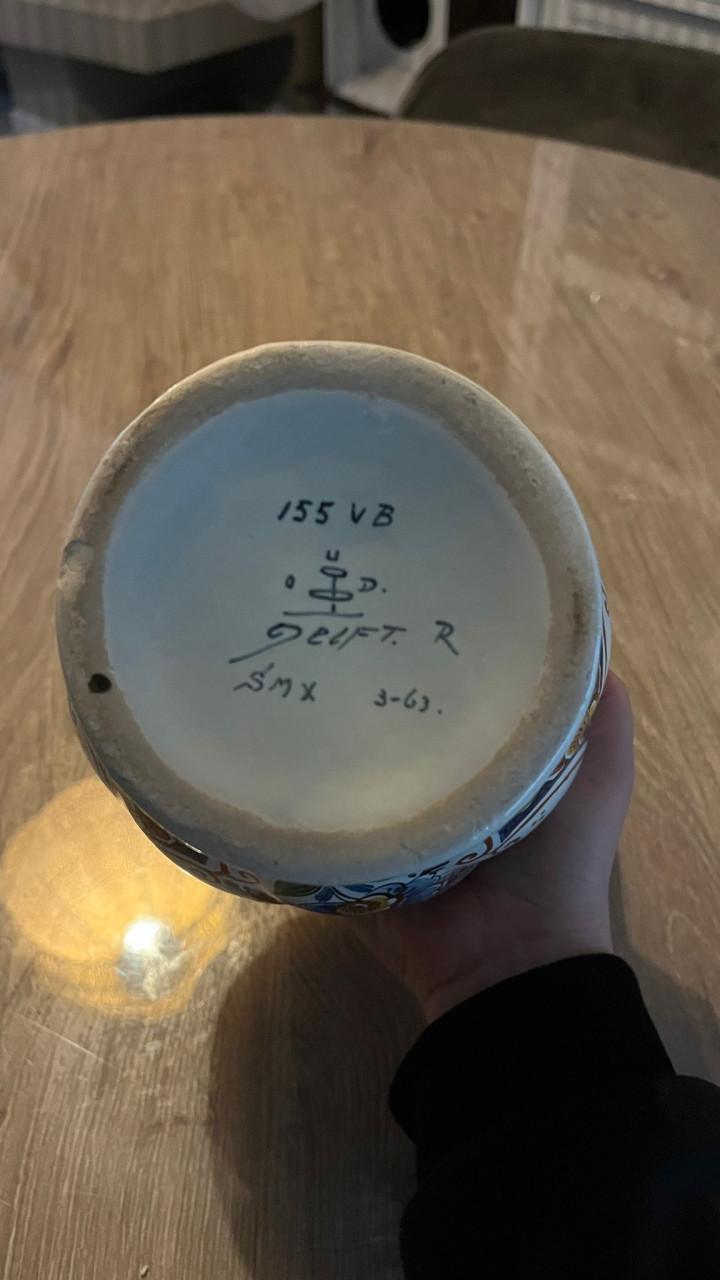 155 VB
U
O D.
DELFT. R
SMX 3-63.